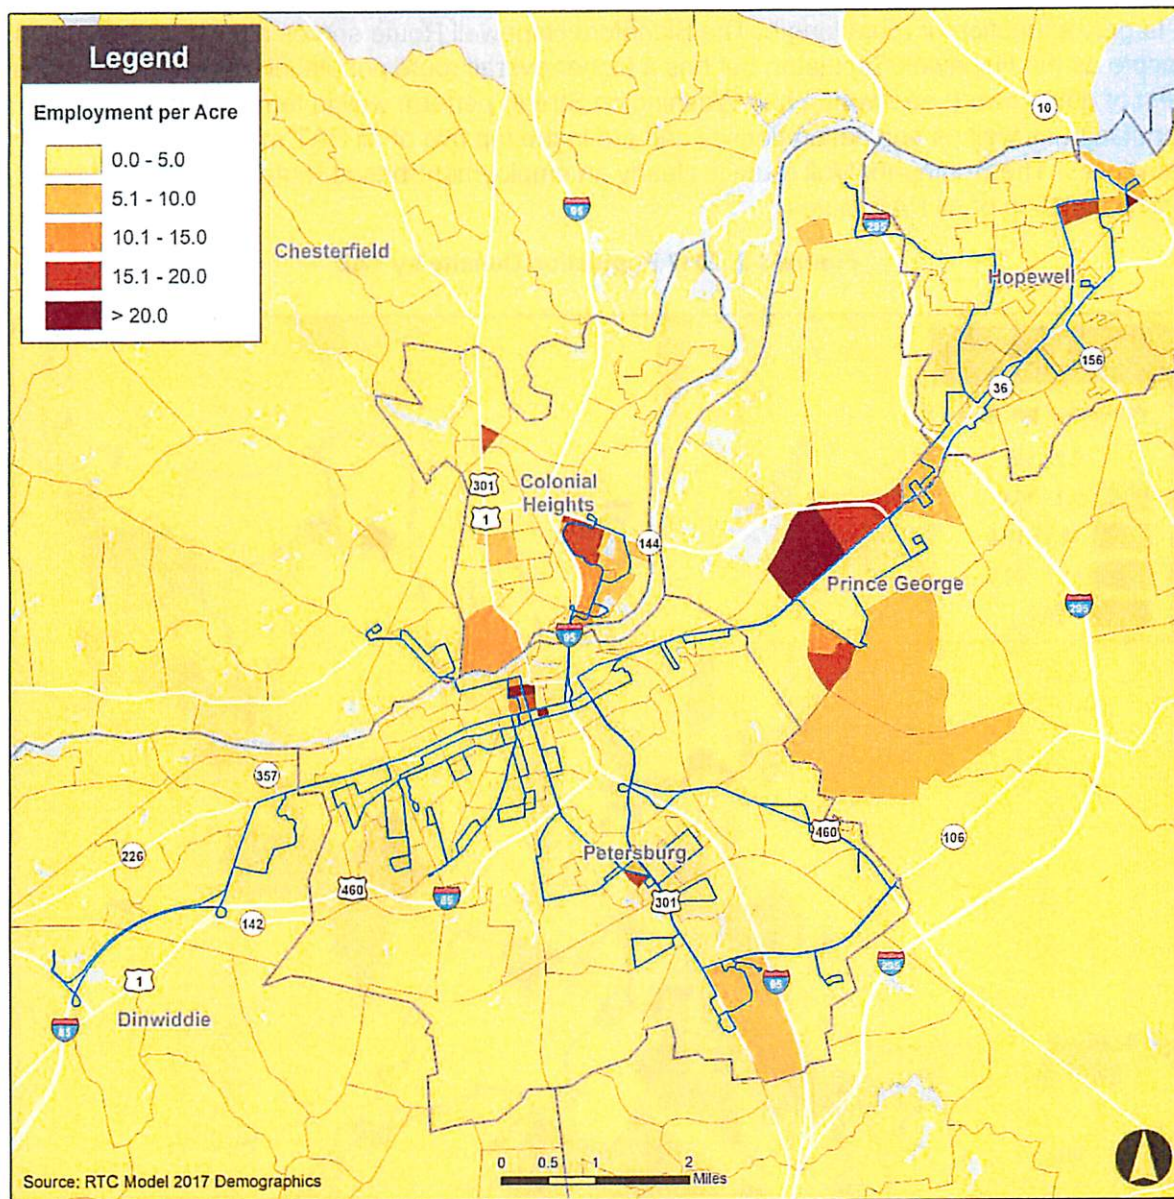 Legend
Employment per Acre
0.0 - 5.0
5.1 - 10.0
10.1 - 15.0
15.1 - 20.0
> 20.0
10
95
Chesterfield
295
Hopewell
156
36
301
Colonial
Heights
1
144
Prince George
295
95
357
460
106
226
Petersburg
460
85
301
142
295
95
1
Dinwiddie
85
0 0.5 1 2
Miles
Source: RTC Model 2017 Demographics